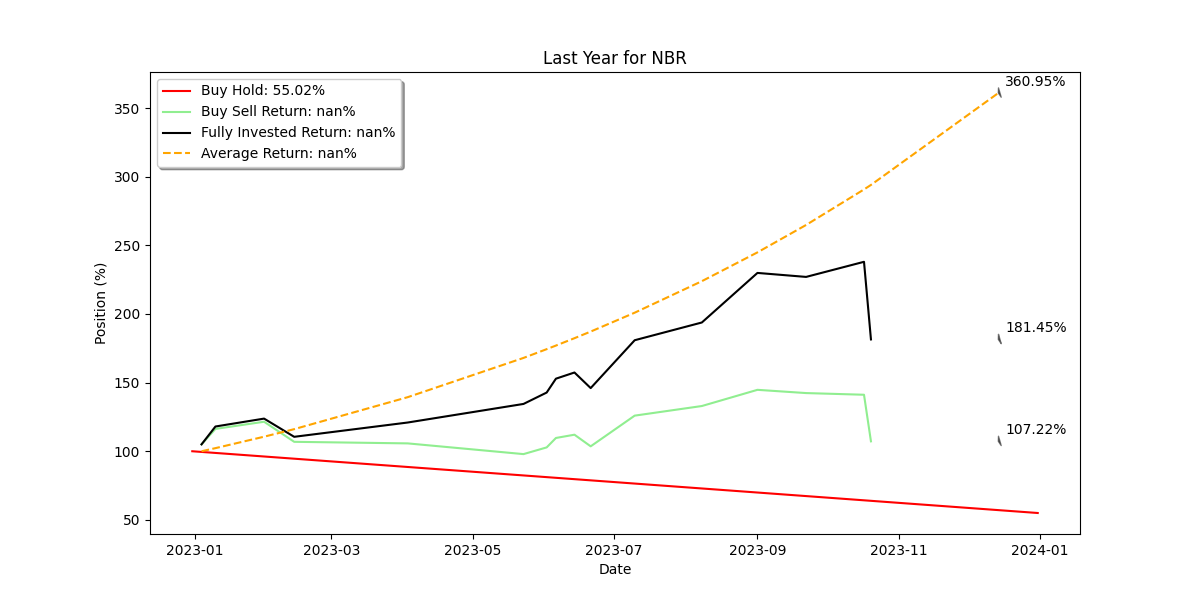 Last Year for NBR
Buy Hold: 55.02%
Buy Sell Return: nan%
Fully Invested Return: nan%
Average Return: nan%
360.95%
181.45%
107.22%
Position (%)
350
300
250
200
150
100
50
2023-01
2023-03
2023-05
2023-07
2023-09
2023-11
2024-01
Date